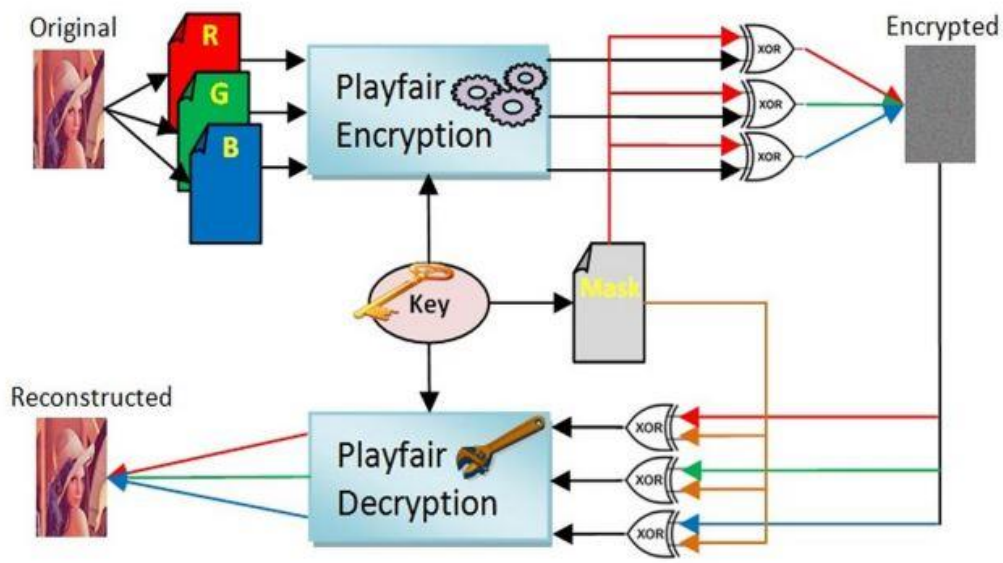 Original
R
G
B
Playfair
Encryption
XOR
XOR
XOR
Encrypted
Key
Mask
Reconstructed
Playfair
Decryption
XOR
XOR
XOR